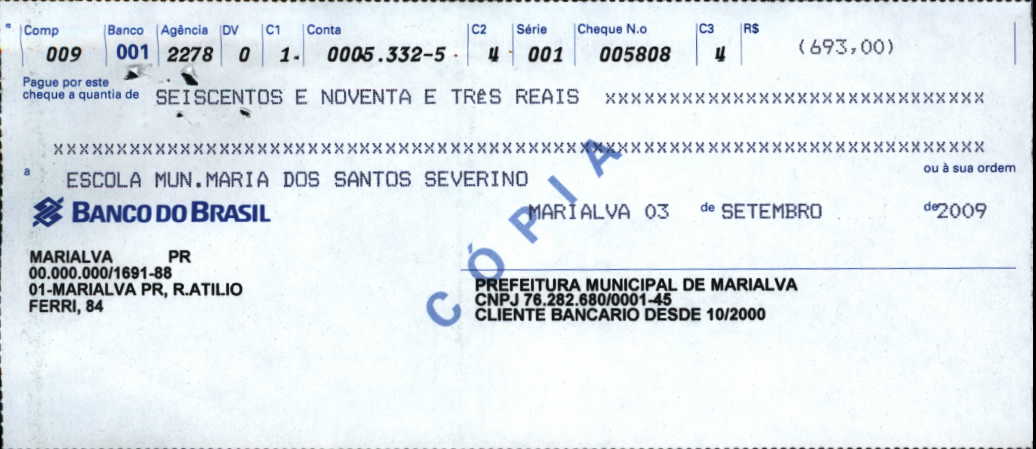 Comp Banco Agência DV C1 Conta C2 Série Cheque N.o C3 R$
009 001 2278 0 1. 0005.332-5 4 001 005808 4 (693,00)
Pague por este
cheque a quantia de SEISCENTOS E NOVENTA E TRÊS REAIS XXXXXXXXXXXXXXXXXXXXXXXXXXXXXX
XXXXXXXXXXXXXXXXXXXXXXXXXXXXXXXXXXXXXXXXXXXXXXXXXXXXXXXXXXXXXXXXXXXXXXXXX
a ESCOLA MUN.MARIA DOS SANTOS SEVERINO ou à sua ordem
BANCO DO BRASIL
MARIALVA 03 de SETEMBRO de2009
CÓPIA
MARIALVA PR
00.000.000/1691-88
01-MARIALVA PR, R.ATILIO
FERRI, 84
PREFEITURA MUNICIPAL DE MARIALVA
CNPJ 76.282.680/0001-45
CLIENTE BANCARIO DESDE 10/2000